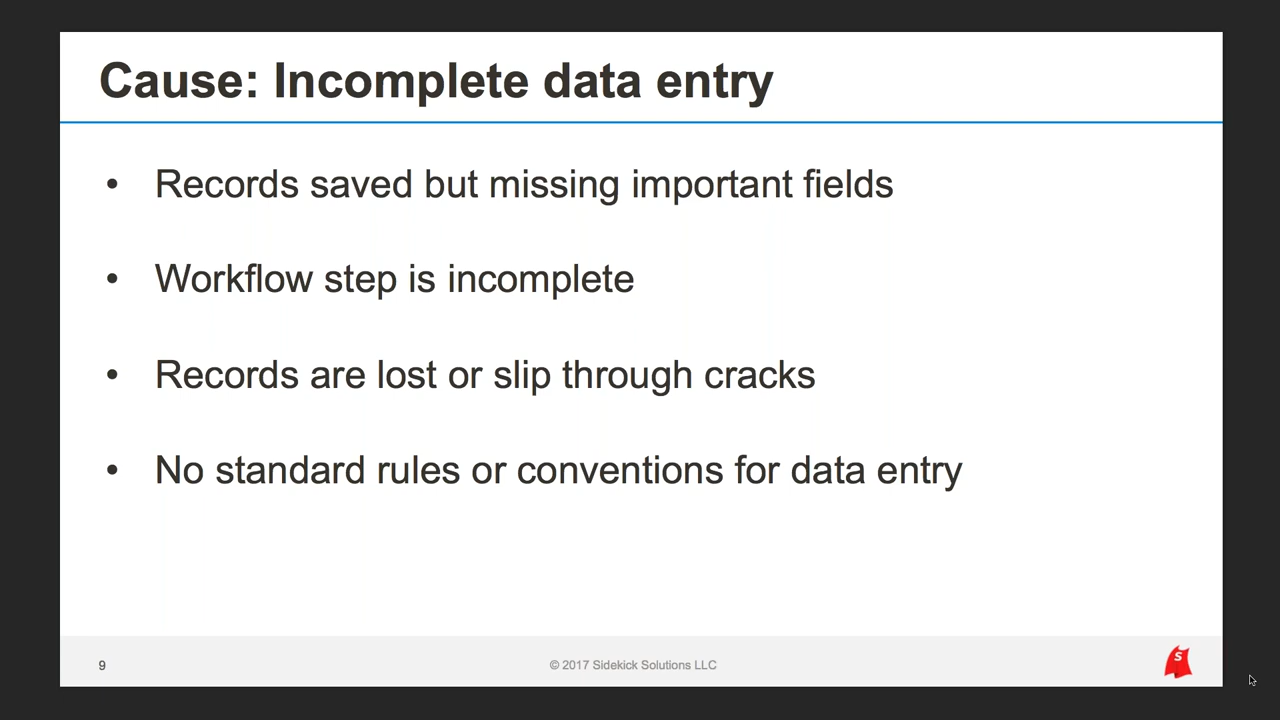 Cause: Incomplete data entry
• Records saved but missing important fields
• Workflow step is incomplete
• Records are lost or slip through cracks
• No standard rules or conventions for data entry
9
© 2017 Sidekick Solutions LLC
S